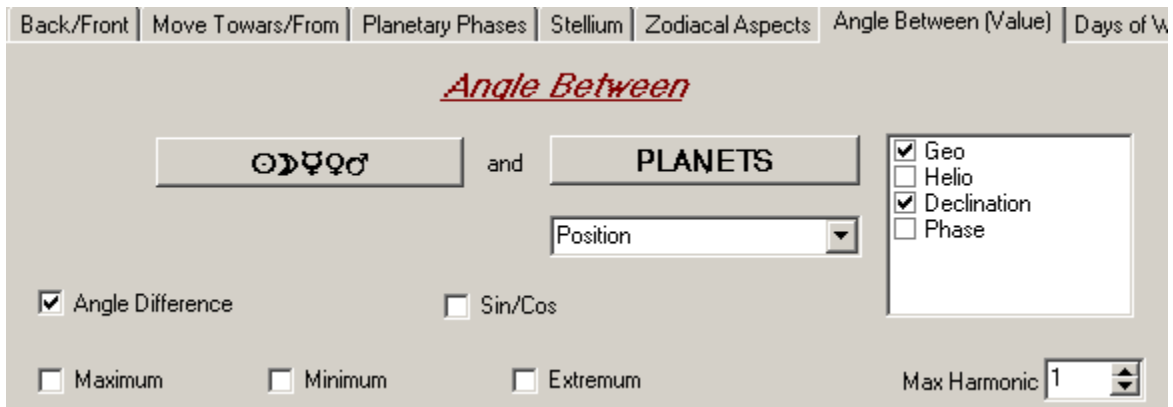 Back/Front Move Towars/From Planetary Phases Stellium Zodiacal Aspects Angle Between (Value) Days of
Angle Between
☉☽☿♀♂ and PLANETS
Geo
Helio
Declination
Phase
Position
Angle Difference Sin/Cos
Maximum Minimum Extremum Max Harmonic 1